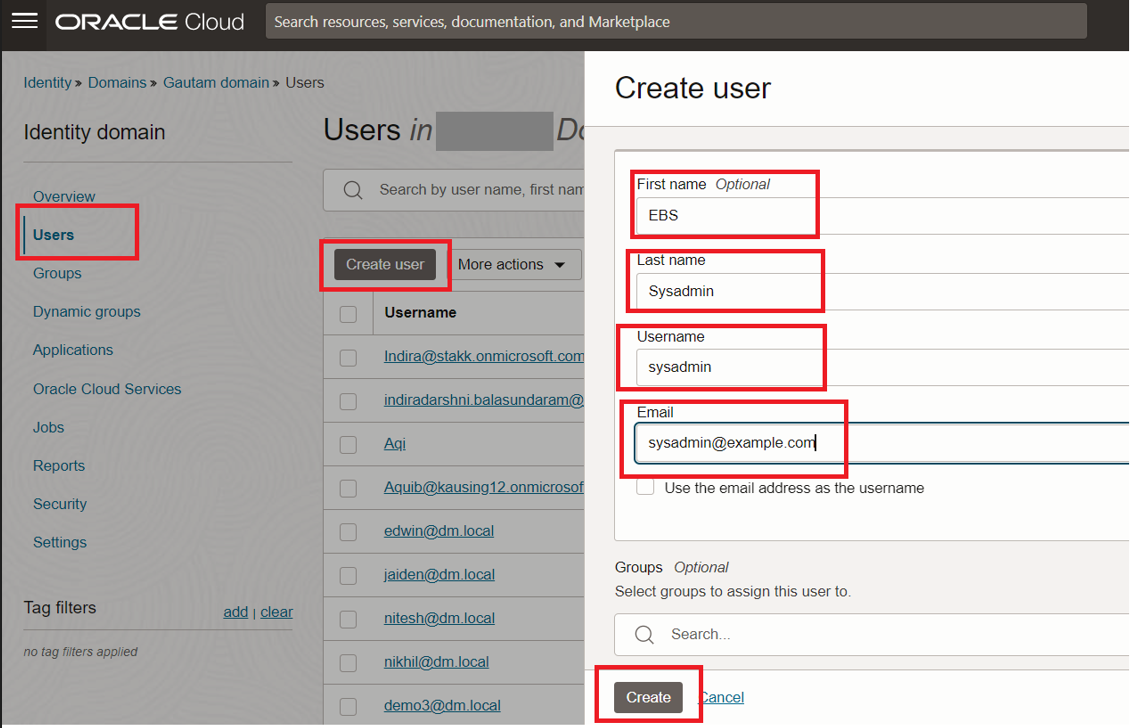 ORACLE Cloud
Search resources, services, documentation, and Marketplace
Identity » Domains » Gautam domain » Users
Identity domain
Overview
Users
Groups
Dynamic groups
Applications
Oracle Cloud Services
Jobs
Reports
Security
Settings
Tag filters
add | clear
no tag filters applied
Users in
Search by user name, first nam
Create user
More actions
Username
Indira@stakk.onmicrosoft.com
indiradarshni.balasundaram@
Aqi
Aquib@kausing12.onmicrosof
edwin@dm.local
jaiden@dm.local
nitesh@dm.local
nikhil@dm.local
demo3@dm.local
Create user
First name Optional
EBS
Last name
Sysadmin
Username
sysadmin
Email
sysadmin@example.com
Use the email address as the username
Groups Optional
Select groups to assign this user to.
Search...
Create
Cancel